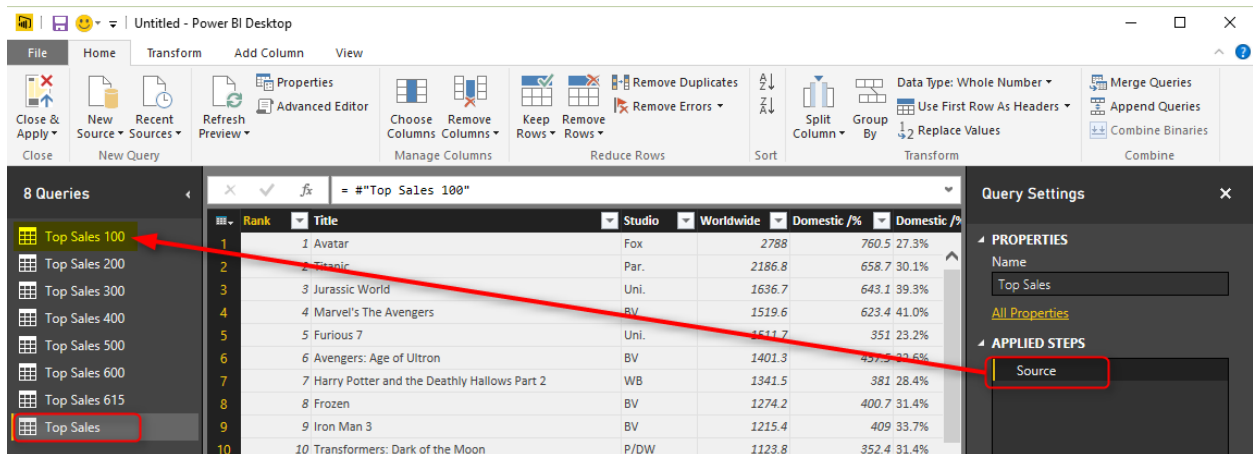 Untitled - Power BI Desktop
File Home Transform Add Column View
Close & Apply
New Source
Recent Sources
Refresh Preview
Properties
Advanced Editor
Choose Columns
Remove Columns
Keep Rows
Remove Rows
Remove Duplicates
Remove Errors
Split Column
Group By
Data Type: Whole Number
Use First Row As Headers
Replace Values
Merge Queries
Append Queries
Combine Binaries
Close New Query Manage Columns Reduce Rows Sort Transform Combine
8 Queries
Top Sales 100
Top Sales 200
Top Sales 300
Top Sales 400
Top Sales 500
Top Sales 600
Top Sales 615
Top Sales
fx = #"Top Sales 100"
Rank Title Studio Worldwide Domestic /% Domestic /%
1 1 Avatar Fox 2788 760.5 27.3%
2 2 Titanic Par. 2186.8 658.7 30.1%
3 3 Jurassic World Uni. 1636.7 643.1 39.3%
4 4 Marvel's The Avengers BV 1519.6 623.4 41.0%
5 5 Furious 7 Uni. 1511.7 351 23.2%
6 6 Avengers: Age of Ultron BV 1401.3
7 7 Harry Potter and the Deathly Hallows Part 2 WB 1341.5 381 28.4%
8 8 Frozen BV 1274.2 400.7 31.4%
9 9 Iron Man 3 BV 1215.4 409 33.7%
10 10 Transformers: Dark of the Moon P/DW 1123.8 352.4 31.4%
Query Settings
PROPERTIES
Name
Top Sales
All Properties
APPLIED STEPS
Source